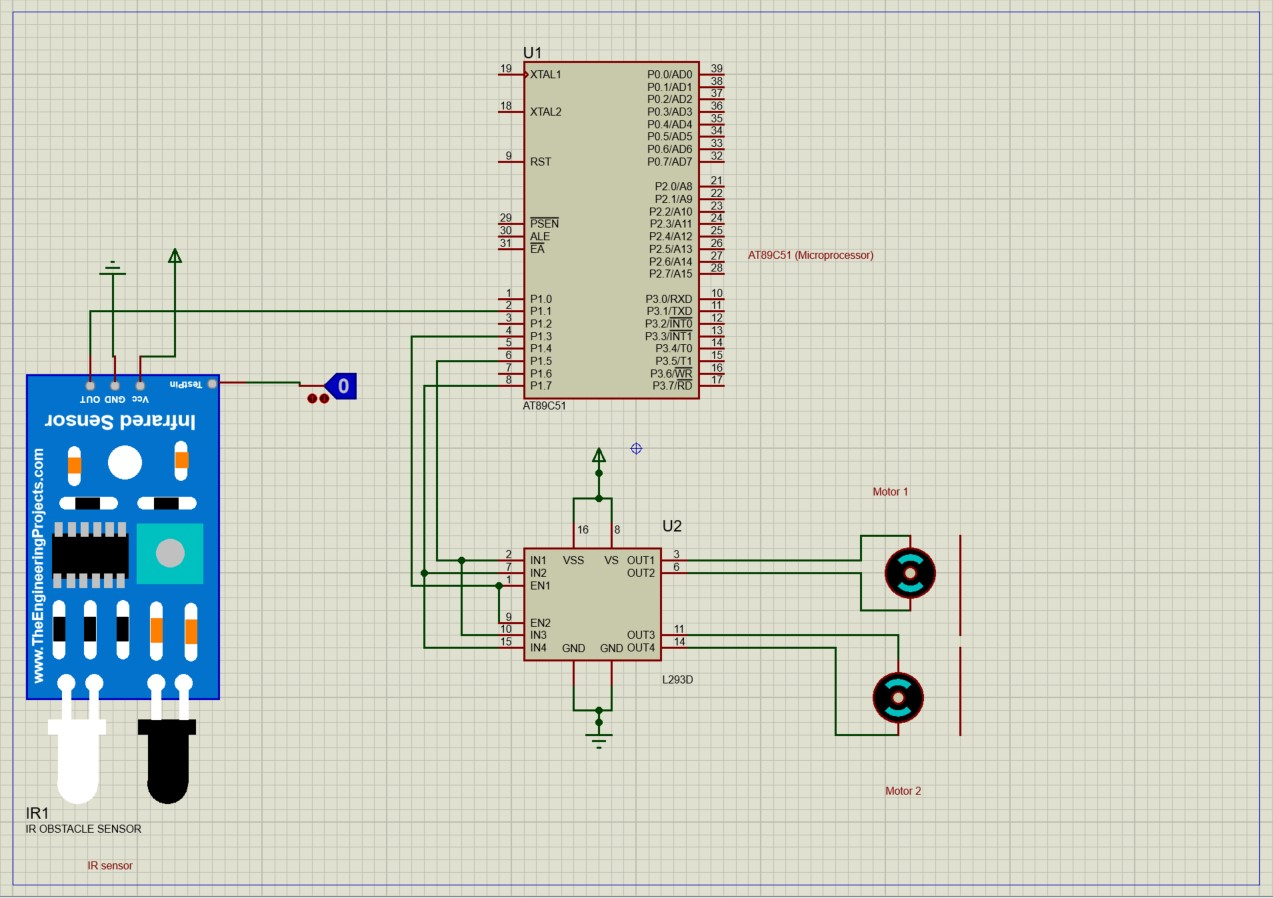 U1
19
XTAL1
18
XTAL2
9
RST
29
PSEN
30
ALE
31
EA
1
P1.0
2
P1.1
3
P1.2
4
P1.3
5
P1.4
6
P1.5
7
P1.6
8
P1.7
P0.0/AD0
39
P0.1/AD1
38
P0.2/AD2
37
P0.3/AD3
36
P0.4/AD4
35
P0.5/AD5
34
P0.6/AD6
33
P0.7/AD7
32
P2.0/A8
21
P2.1/A9
22
P2.2/A10
23
P2.3/A11
24
P2.4/A12
25
P2.5/A13
26
P2.6/A14
27
P2.7/A15
28
P3.0/RXD
10
P3.1/TXD
11
P3.2/INT0
12
P3.3/INT1
13
P3.4/T0
14
P3.5/T1
15
P3.6/WR
16
P3.7/RD
17
AT89C51
AT89C51 (Microprocessor)
OUT GND Vcc
TestPin
0
Infrared Sensor
www.TheEngineeringProjects.com
IR1
IR OBSTACLE SENSOR
IR sensor
U2
16
8
VSS
VS
2
IN1
7
IN2
1
EN1
9
EN2
10
IN3
15
IN4
OUT1
3
OUT2
6
OUT3
11
OUT4
14
GND
GND
L293D
Motor 1
Motor 2